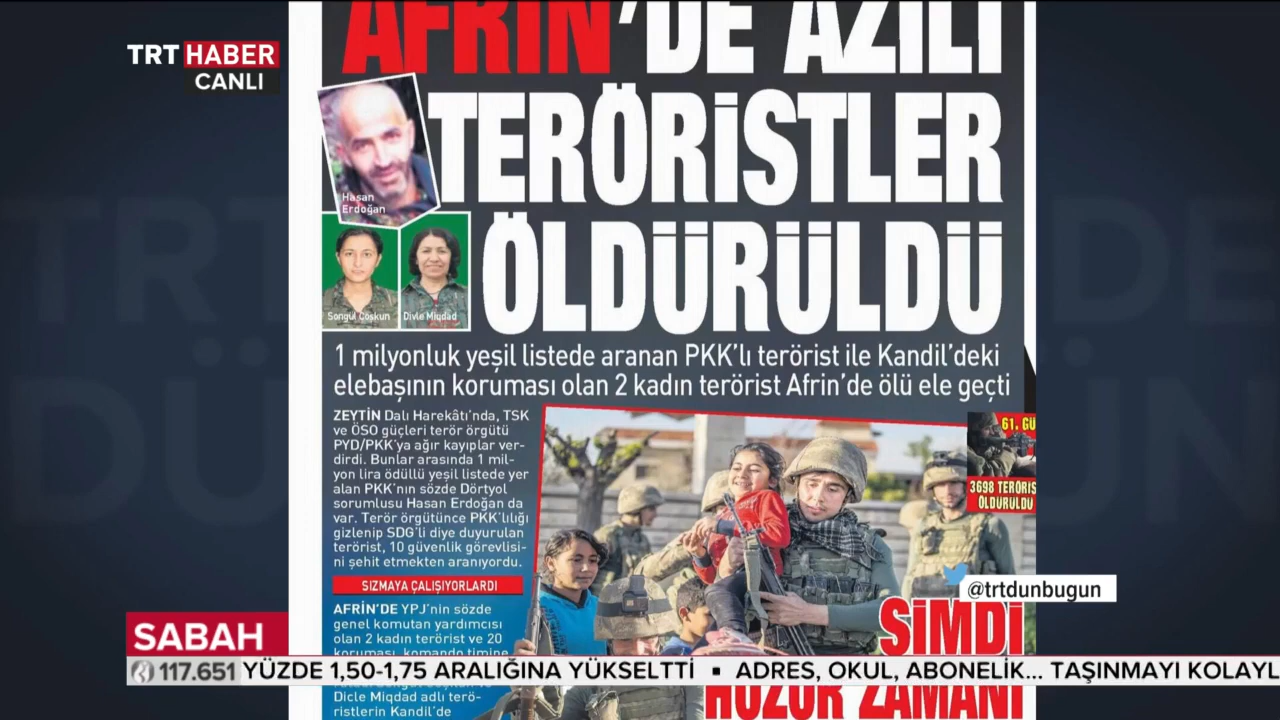 TRT HABER
CANLI
AFRİN'DE AZILI
TERÖRİSTLER
ÖLDÜRÜLDÜ
Hasan
Erdoğan
Songül Coşkun
Divle Miqdad
1 milyonluk yeşil listede aranan PKK'lı terörist ile Kandil'deki
elebaşının koruması olan 2 kadın terörist Afrin'de ölü ele geçti
ZEYTİN Dalı Harekâtı'nda, TSK
ve ÖSO güçleri terör örgütü
PYD/PKK'ya ağır kayıplar ver-
dirdi. Bunlar arasında 1 mil-
yon lira ödüllü yeşil listede yer
alan PKK'nın sözde Dörtyol
sorumlusu Hasan Erdoğan da
var. Terör örgütünce PKK'lılığı
gizlenip SDG'li diye duyurulan
terörist, 10 güvenlik görevlisi-
ni şehit etmekten aranıyordu.
SIZMAYA ÇALIŞIYORLARDI
AFRİN'DE YPJ'nin sözde
genel komutan yardımcısı
olan 2 kadın terörist ve 20
koruması, komando timine
Dicle Miqdad adlı terö-
ristlerin Kandil'de
61. GÜ
3698 TERÖRİS
ÖLDÜRÜLDÜ
@trtdunbugun
ŞİMDİ
HUZUR ZAMANI
SABAH
117.651 YÜZDE 1,50-1,75 ARALIĞINA YÜKSELTTİ ▪ ADRES, OKUL, ABONELİK... TAŞINMAYI KOLAYL